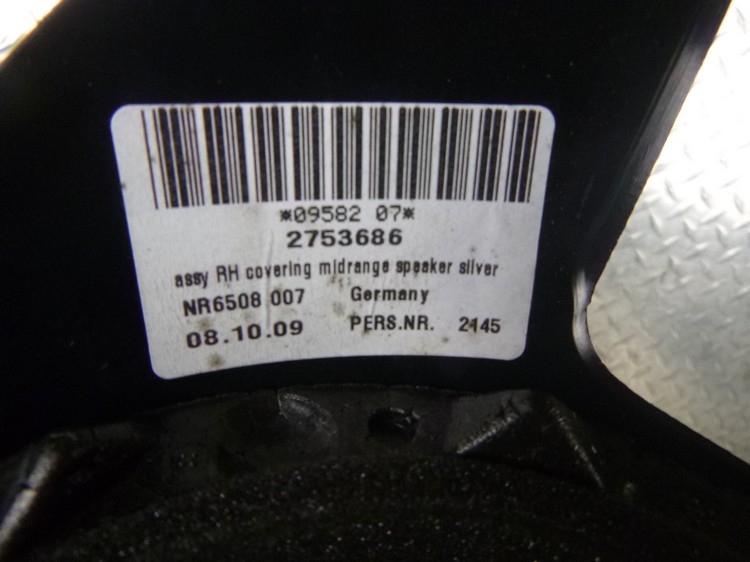 *09582 07*
2753686
assy RH covering midrange speaker silver
NR6508 007 Germany
08.10.09 PERS.NR. 2145